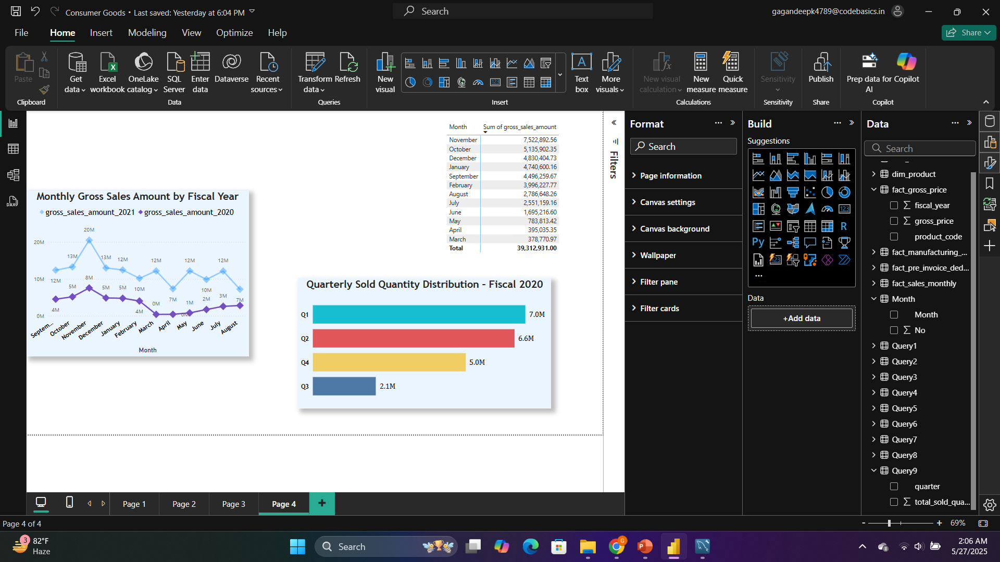 Consumer Goods • Last saved: Yesterday at 6:04 PM
Search
gagandeepk4789@codebasics.in
File
Home
Insert
Modeling
View
Optimize
Help
Share
Paste
Clipboard
Get data
Excel workbook
OneLake catalog
SQL Server
Enter data
Dataverse
Recent sources
Data
Transform data
Refresh
Queries
New visual
Text box
More visuals
Insert
New visual calculation
New measure
Quick measure
Calculations
Sensitivity
Sensitivity
Publish
Share
Prep data for AI
Copilot
Copilot
Month Sum of gross_sales_amount
November 7,522,892.56
October 5,135,902.35
December 4,830,404.73
January 4,740,600.16
September 4,496,259.67
February 3,996,227.77
August 2,786,648.26
July 2,551,159.16
June 1,695,216.60
May 783,813.42
April 395,035.35
March 378,770.97
Total 39,312,931.00
Monthly Gross Sales Amount by Fiscal Year
gross_sales_amount_2021 gross_sales_amount_2020
20M
10M
0M
12M 13M 20M 13M 12M 10M 12M 7M 12M 10M 12M 7M
4M 5M 8M 5M 5M 4M 0M 0M 1M 2M 3M
Septem... October November December January February March April May June July August
Month
Quarterly Sold Quantity Distribution - Fiscal 2020
Q1 7.0M
Q2 6.6M
Q4 5.0M
Q3 2.1M
Filters
Format
Search
Page information
Canvas settings
Canvas background
Wallpaper
Filter pane
Filter cards
Build
Suggestions
R
Py
123
...
Data
+Add data
Data
Search
dim_product
fact_gross_price
fiscal_year
gross_price
product_code
fact_manufacturing_...
fact_pre_invoice_ded...
fact_sales_monthly
Month
Month
No
Query1
Query2
Query3
Query4
Query5
Query6
Query7
Query8
Query9
quarter
total_sold_qua...
DAX
Page 1
Page 2
Page 3
Page 4
+
Page 4 of 4
- + 69%
3
82°F
Haze
Search
2:06 AM
5/27/2025